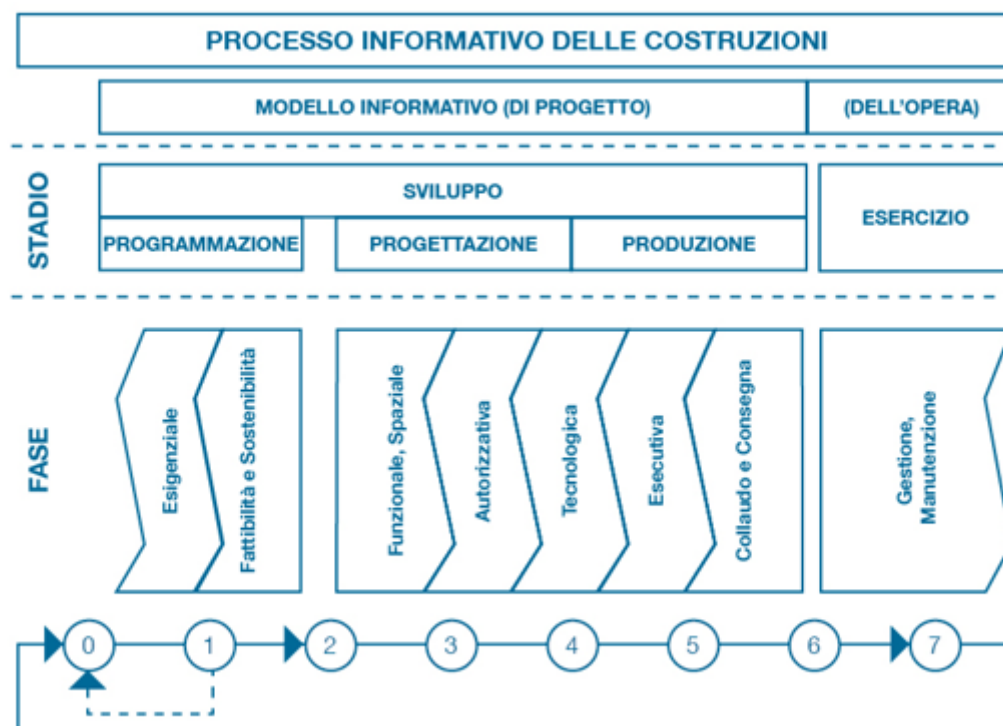 PROCESSO INFORMATIVO DELLE COSTRUZIONI
MODELLO INFORMATIVO (DI PROGETTO)
(DELL'OPERA)
STADIO
SVILUPPO
ESERCIZIO
PROGRAMMAZIONE
PROGETTAZIONE
PRODUZIONE
FASE
Esigenziale
Fattibilità e Sostenibilità
Funzionale, Spaziale
Autorizzativa
Tecnologica
Esecutiva
Collaudo e Consegna
Gestione,
Manutenzione
0
1
2
3
4
5
6
7